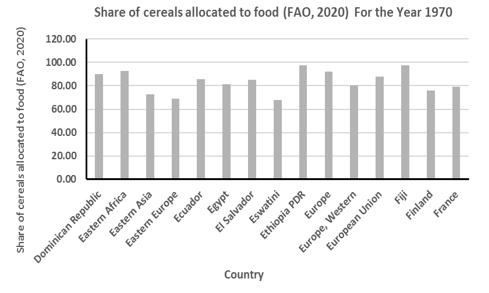 Share of cereals allocated to food (FAO, 2020) For the Year 1970
Share of cereals allocated to food (FAO, 2020)
120.00
100.00
80.00
60.00
40.00
20.00
0.00
Dominican Republic
Eastern Africa
Eastern Asia
Eastern Europe
Ecuador
Egypt
El Salvador
Eswatini
Ethiopia PDR
Europe
Europe, Western
European Union
Fiji
Finland
France
Country